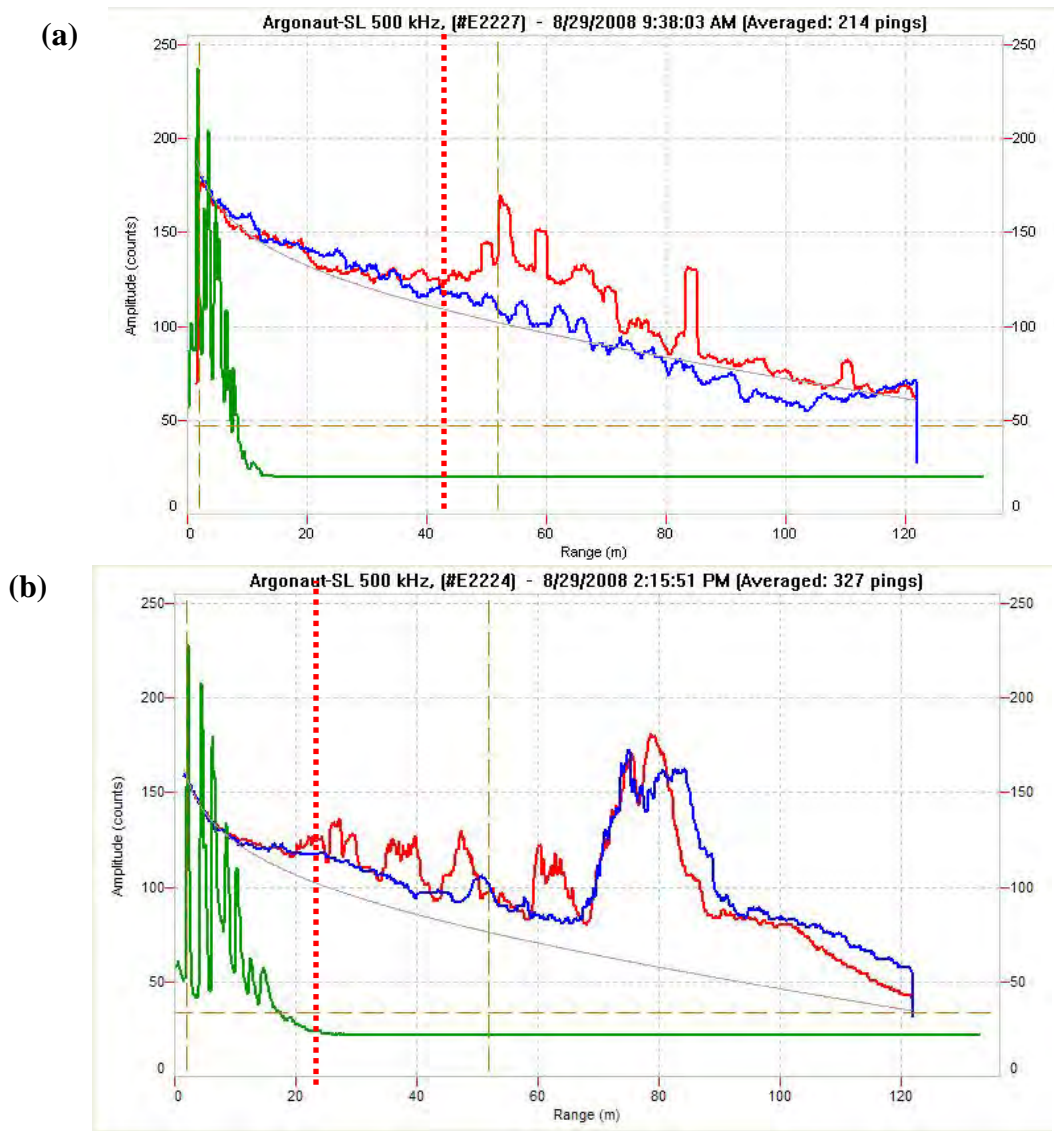 (a)
Argonaut-SL 500 kHz, (#E2227) - 8/29/2008 9:38:03 AM (Averaged: 214 pings)
250 250
200 200
150 150
100 100
50 50
0 0
Amplitude (counts)
0 20 40 60 80 100 120
Range (m)
(b)
Argonaut-SL 500 kHz, (#E2224) - 8/29/2008 2:15:51 PM (Averaged: 327 pings)
250 250
200 200
150 150
100 100
50 50
0 0
Amplitude (counts)
0 20 40 60 80 100 120
Range (m)